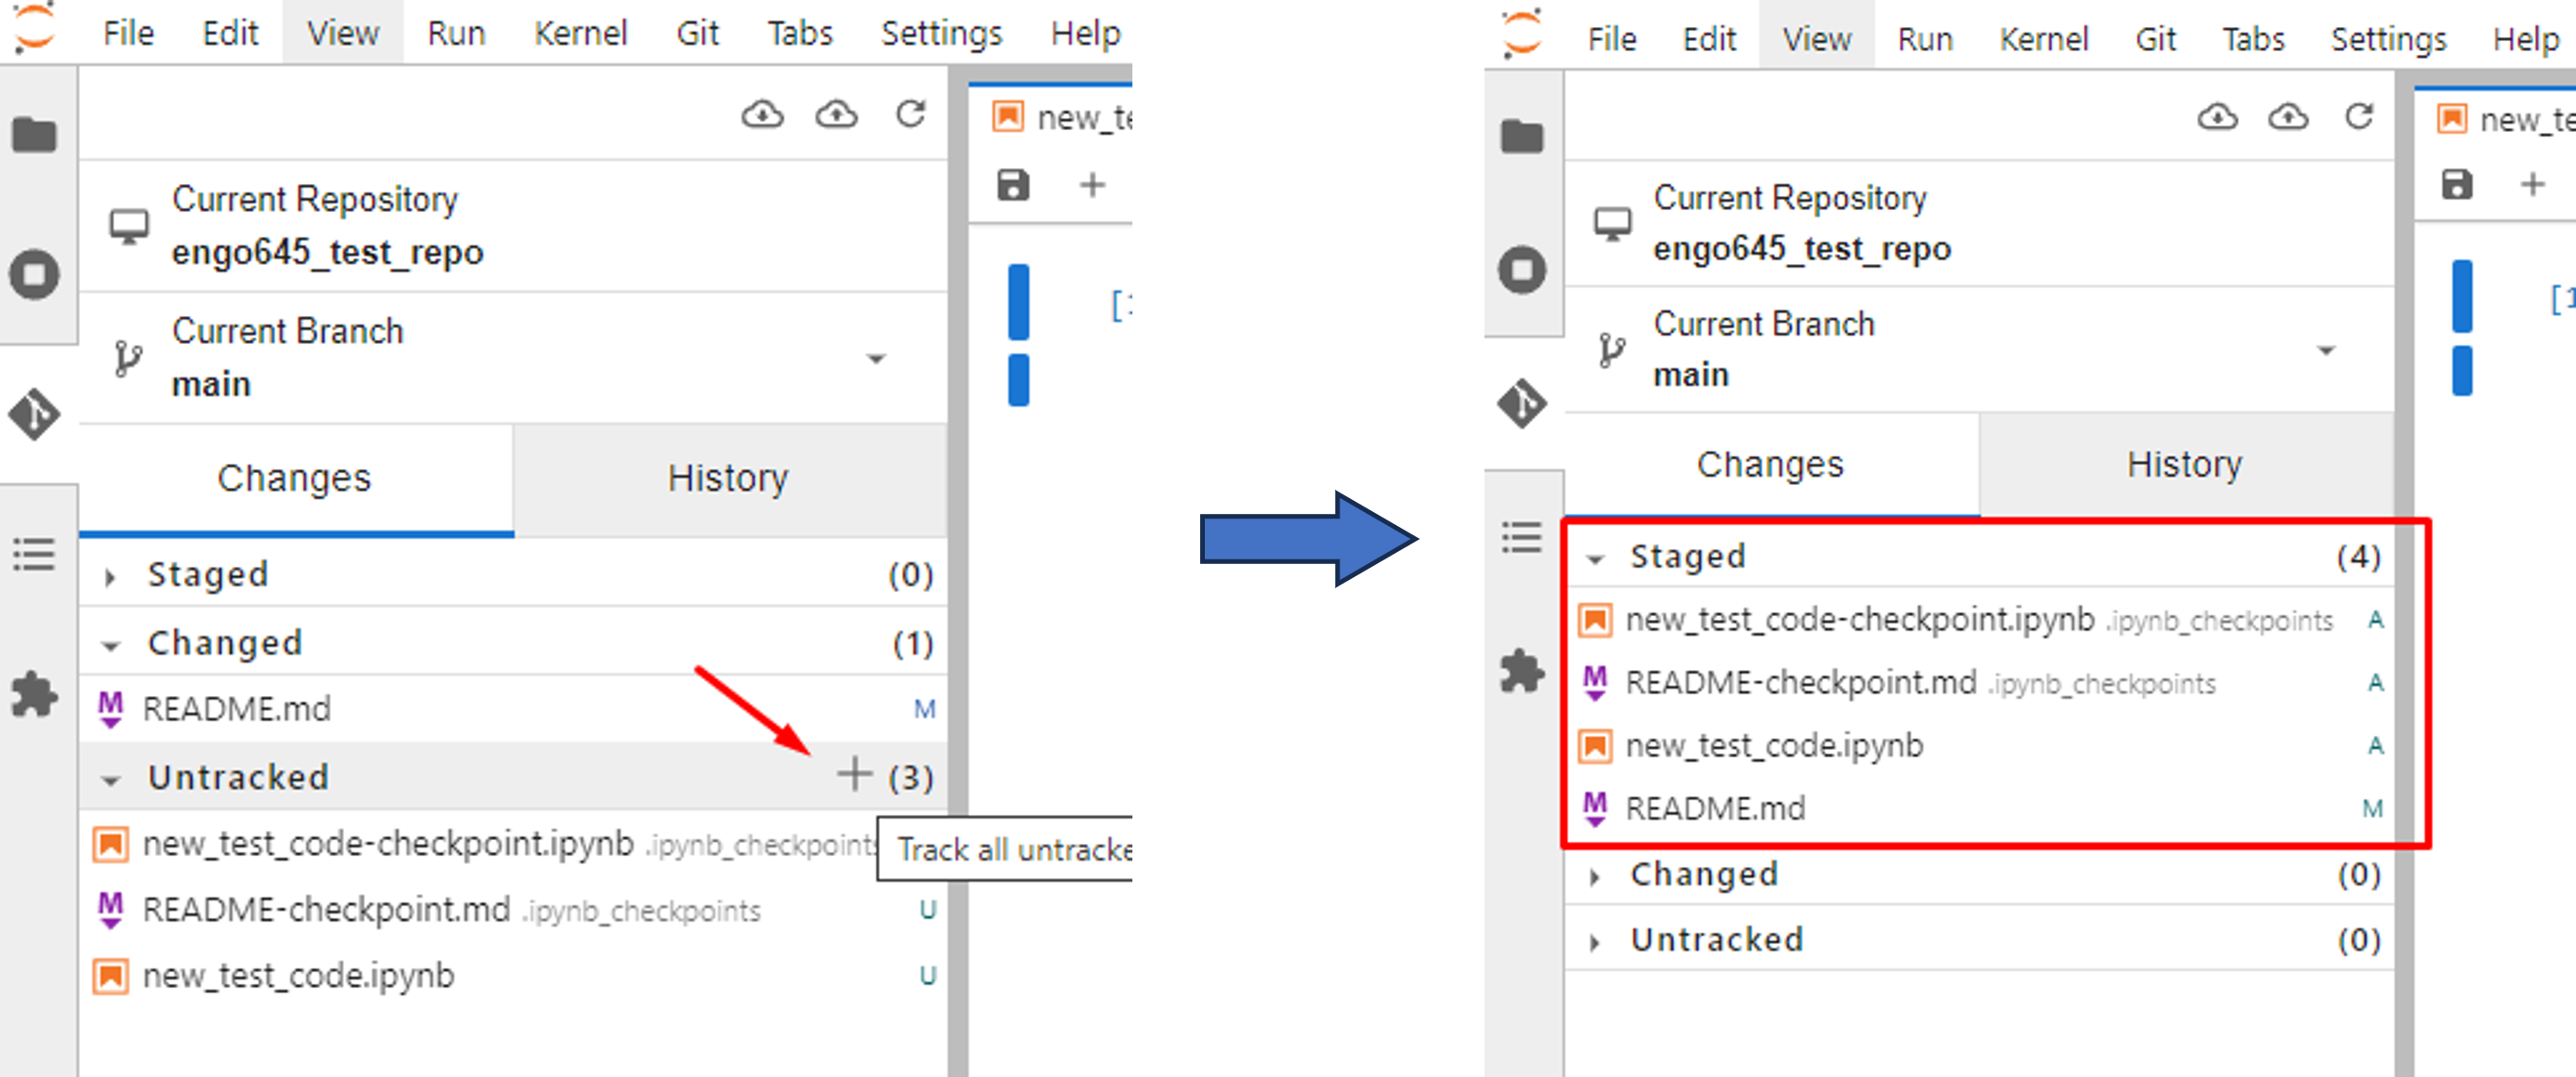 File Edit View Run Kernel Git Tabs Settings Help
new_te
Current Repository
engo645_test_repo
Current Branch
main
[1
Changes History
Staged (0)
Changed (1)
README.md M
Untracked + (3)
new_test_code-checkpoint.ipynb .ipynb_checkpoints
Track all untracke
README-checkpoint.md .ipynb_checkpoints U
new_test_code.ipynb U
File Edit View Run Kernel Git Tabs Settings Help
new_te
Current Repository
engo645_test_repo
Current Branch
main
[1
Changes History
Staged (4)
new_test_code-checkpoint.ipynb .ipynb_checkpoints A
README-checkpoint.md .ipynb_checkpoints A
new_test_code.ipynb A
README.md M
Changed (0)
Untracked (0)